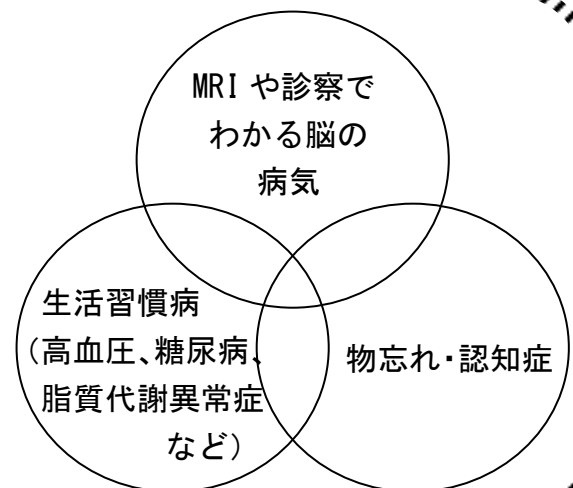 MRI や診察で
わかる脳の
病気
生活習慣病
（高血圧、糖尿病、
脂質代謝異常症
など）
物忘れ・認知症